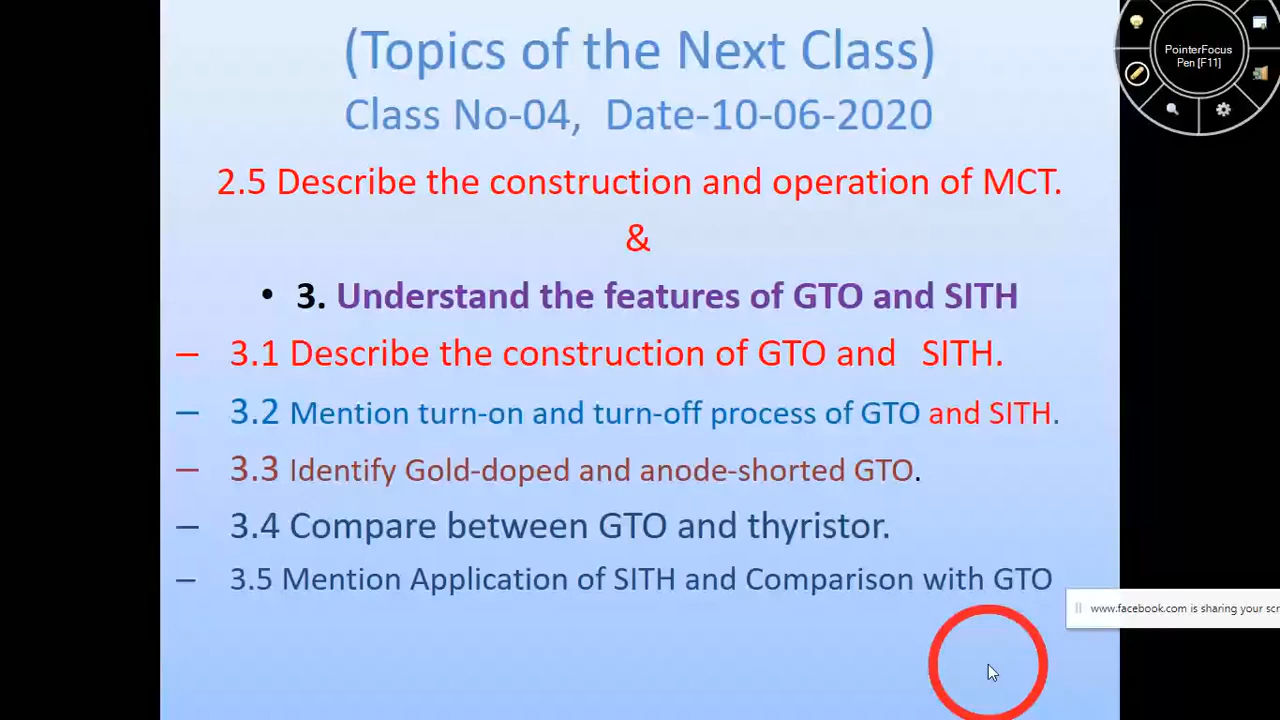 (Topics of the Next Class)
Class No-04, Date-10-06-2020
2.5 Describe the construction and operation of MCT.
&
• 3. Understand the features of GTO and SITH
– 3.1 Describe the construction of GTO and SITH.
– 3.2 Mention turn-on and turn-off process of GTO and SITH.
– 3.3 Identify Gold-doped and anode-shorted GTO.
– 3.4 Compare between GTO and thyristor.
– 3.5 Mention Application of SITH and Comparison with GTO
PointerFocus
Pen [F11]
www.facebook.com is sharing your scr